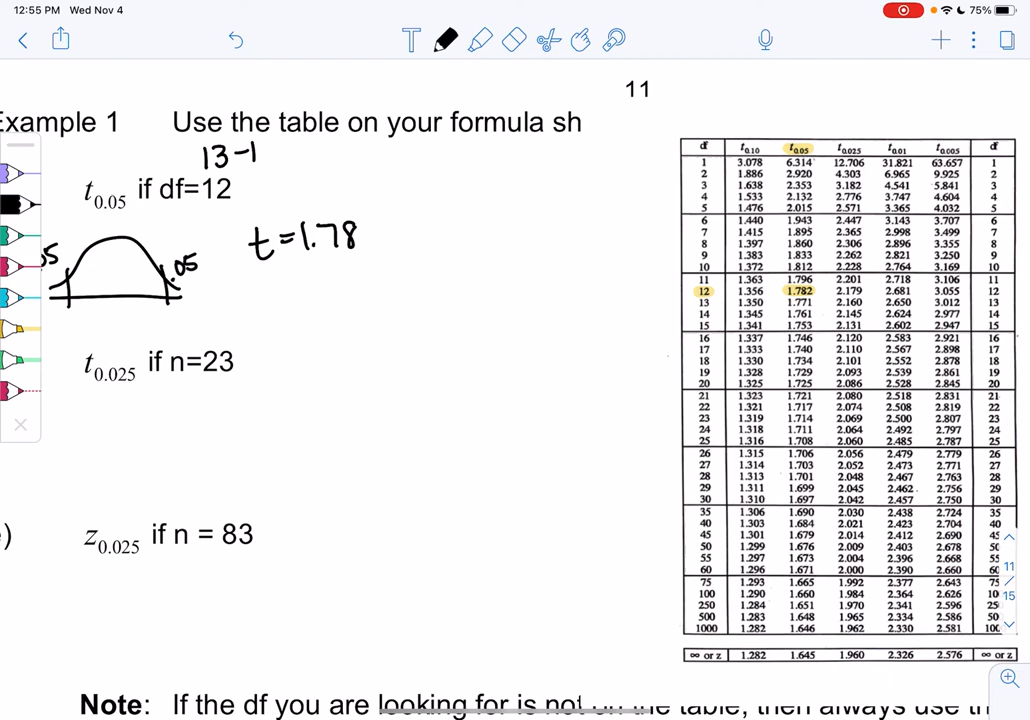 12:55 PM Wed Nov 4
75%
T
11
Example 1 Use the table on your formula sh
13-1
t0.05 if df=12
.05
t = 1.78
t0.025 if n=23
z0.025 if n = 83
df t0.10 t0.05 t0.025 t0.01 t0.005 df
1 3.078 6.314 12.706 31.821 63.657 1
2 1.886 2.920 4.303 6.965 9.925 2
3 1.638 2.353 3.182 4.541 5.841 3
4 1.533 2.132 2.776 3.747 4.604 4
5 1.476 2.015 2.571 3.365 4.032 5
6 1.440 1.943 2.447 3.143 3.707 6
7 1.415 1.895 2.365 2.998 3.499 7
8 1.397 1.860 2.306 2.896 3.355 8
9 1.383 1.833 2.262 2.821 3.250 9
10 1.372 1.812 2.228 2.764 3.169 10
11 1.363 1.796 2.201 2.718 3.106 11
12 1.356 1.782 2.179 2.681 3.055 12
13 1.350 1.771 2.160 2.650 3.012 13
14 1.345 1.761 2.145 2.624 2.977 14
15 1.341 1.753 2.131 2.602 2.947 15
16 1.337 1.746 2.120 2.583 2.921 16
17 1.333 1.740 2.110 2.567 2.898 17
18 1.330 1.734 2.101 2.552 2.878 18
19 1.328 1.729 2.093 2.539 2.861 19
20 1.325 1.725 2.086 2.528 2.845 20
21 1.323 1.721 2.080 2.518 2.831 21
22 1.321 1.717 2.074 2.508 2.819 22
23 1.319 1.714 2.069 2.500 2.807 23
24 1.318 1.711 2.064 2.492 2.797 24
25 1.316 1.708 2.060 2.485 2.787 25
26 1.315 1.706 2.056 2.479 2.779 26
27 1.314 1.703 2.052 2.473 2.771 27
28 1.313 1.701 2.048 2.467 2.763 28
29 1.311 1.699 2.045 2.462 2.756 29
30 1.310 1.697 2.042 2.457 2.750 30
35 1.306 1.690 2.030 2.438 2.724 35
40 1.303 1.684 2.021 2.423 2.704 40
45 1.301 1.679 2.014 2.412 2.690 45
50 1.299 1.676 2.009 2.403 2.678 50
55 1.297 1.673 2.004 2.396 2.668 55
60 1.296 1.671 2.000 2.390 2.660 60
75 1.293 1.665 1.992 2.377 2.643 75
100 1.290 1.660 1.984 2.364 2.626 10
250 1.284 1.651 1.970 2.341 2.596 25
500 1.283 1.648 1.965 2.334 2.586 50
1000 1.282 1.646 1.962 2.330 2.581 100
∞ or z 1.282 1.645 1.960 2.326 2.576 ∞ or z
11
/
15
Note: If the df you are looking for is not on the table, then always use th